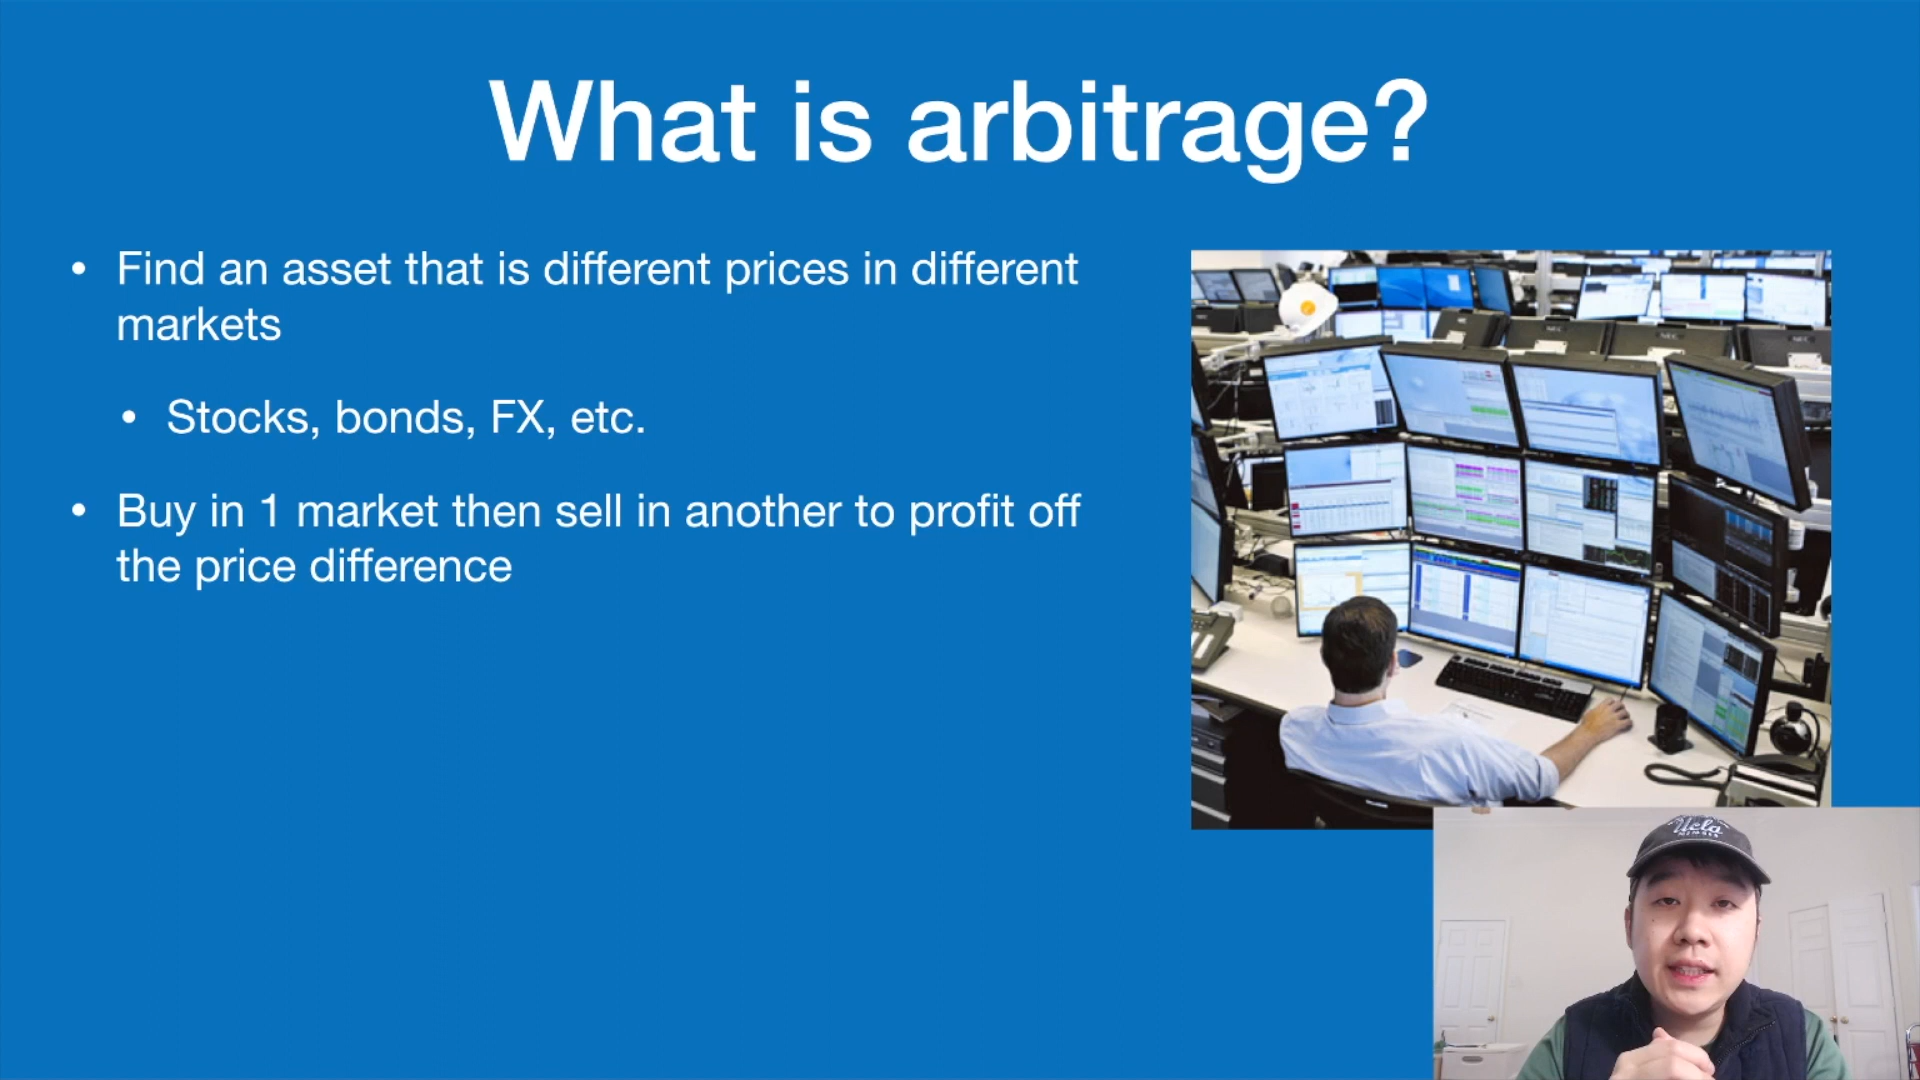 What is arbitrage?
• Find an asset that is different prices in different
markets
• Stocks, bonds, FX, etc.
• Buy in 1 market then sell in another to profit off
the price difference
Ucla